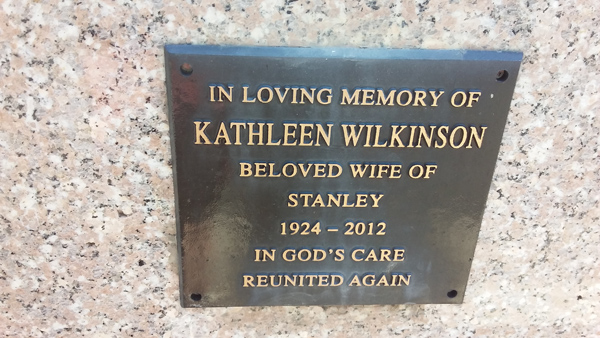 IN LOVING MEMORY OF
KATHLEEN WILKINSON
BELOVED WIFE OF
STANLEY
1924 – 2012
IN GOD'S CARE
REUNITED AGAIN